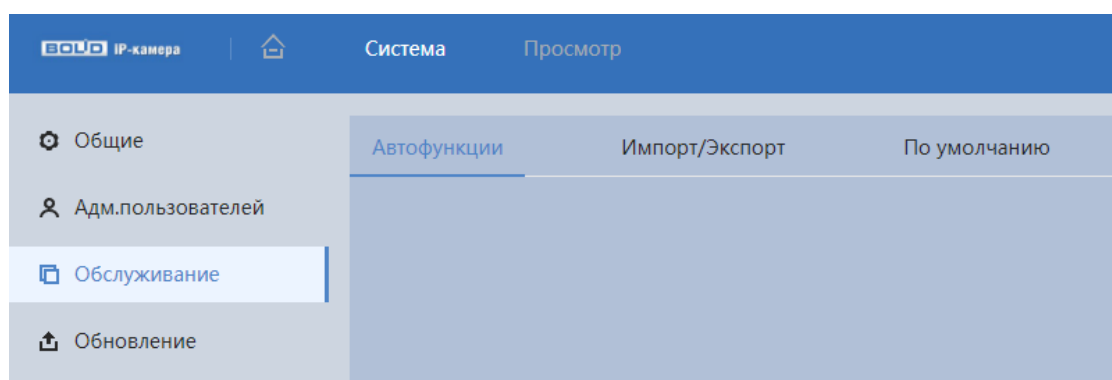 BOLID IP-камера Система Просмотр
Общие
Автофункции Импорт/Экспорт По умолчанию
Адм.пользователей
Обслуживание
Обновление